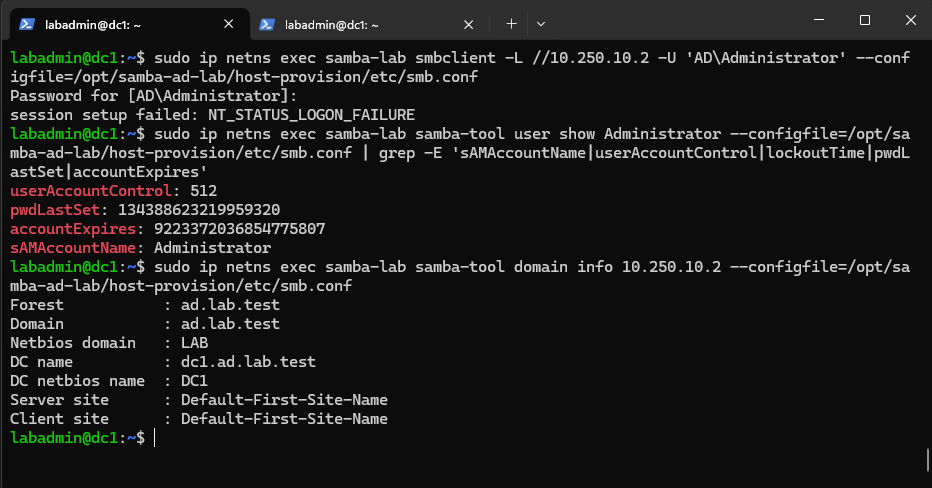 labadmin@dc1: ~
labadmin@dc1: ~
labadmin@dc1:~$ sudo ip netns exec samba-lab smbclient -L //10.250.10.2 -U 'AD\Administrator' --conf
igfile=/opt/samba-ad-lab/host-provision/etc/smb.conf
Password for [AD\Administrator]:
session setup failed: NT_STATUS_LOGON_FAILURE
labadmin@dc1:~$ sudo ip netns exec samba-lab samba-tool user show Administrator --configfile=/opt/sa
mba-ad-lab/host-provision/etc/smb.conf | grep -E 'sAMAccountName|userAccountControl|lockoutTime|pwdL
astSet|accountExpires'
userAccountControl: 512
pwdLastSet: 134388623219959320
accountExpires: 9223372036854775807
sAMAccountName: Administrator
labadmin@dc1:~$ sudo ip netns exec samba-lab samba-tool domain info 10.250.10.2 --configfile=/opt/sa
mba-ad-lab/host-provision/etc/smb.conf
Forest           : ad.lab.test
Domain           : ad.lab.test
Netbios domain   : LAB
DC name          : dc1.ad.lab.test
DC netbios name  : DC1
Server site      : Default-First-Site-Name
Client site      : Default-First-Site-Name
labadmin@dc1:~$